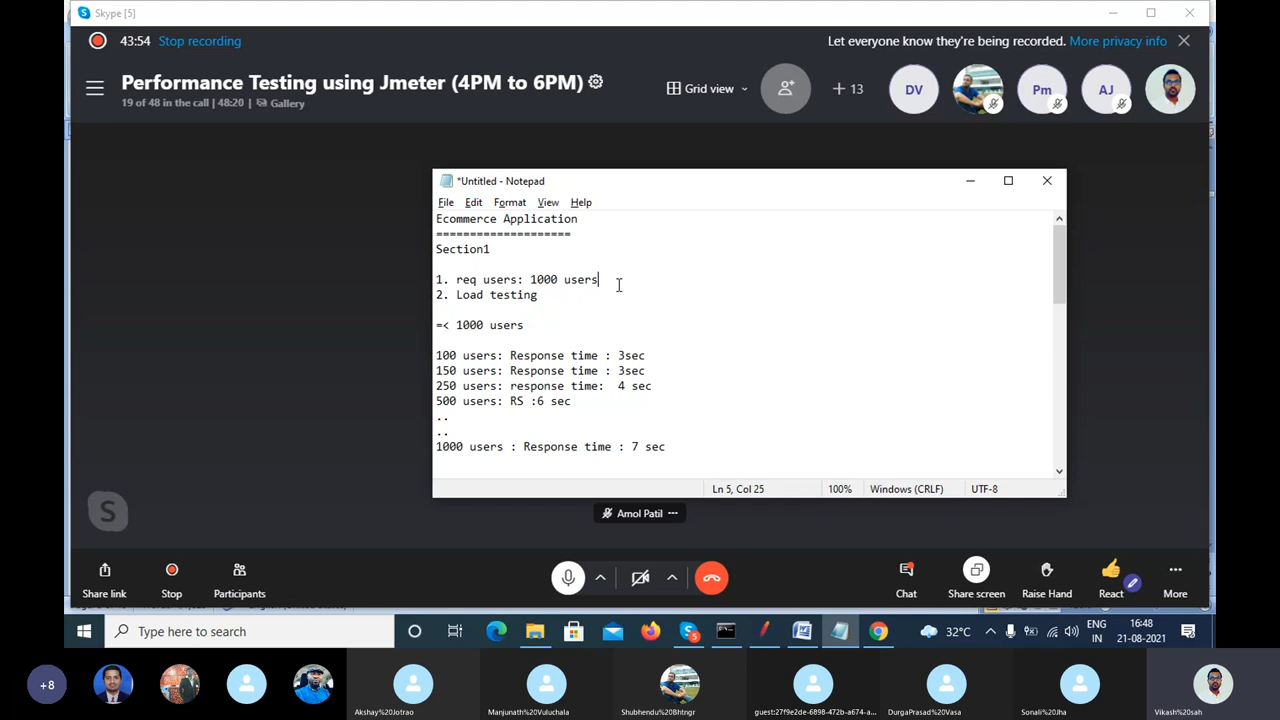 Skype [5]
43:54 Stop recording
Let everyone know they're being recorded. More privacy info
Performance Testing using Jmeter (4PM to 6PM)
19 of 48 in the call | 48:20 | Gallery
Grid view
+ 13
DV
Pm
AJ
*Untitled - Notepad
File Edit Format View Help
Ecommerce Application
====================
Section1
1. req users: 1000 users
2. Load testing
=< 1000 users
100 users: Response time : 3sec
150 users: Response time : 3sec
250 users: response time:  4 sec
500 users: RS :6 sec
..
..
1000 users : Response time : 7 sec
Ln 5, Col 25 100% Windows (CRLF) UTF-8
Amol Patil
Share link
Stop
Participants
Chat
Share screen
Raise Hand
React
More
Type here to search
32°C
ENG
IN
16:48
21-08-2021
+8
Akshay%20Jotrao
Manjunath%20Vuluchala
Shubhendu%20Bhtngr
guest:27f9e2de-6898-472b-a674-a...
DurgaPrasad%20Vasa
Sonali%20Jha
Vikash%20sah